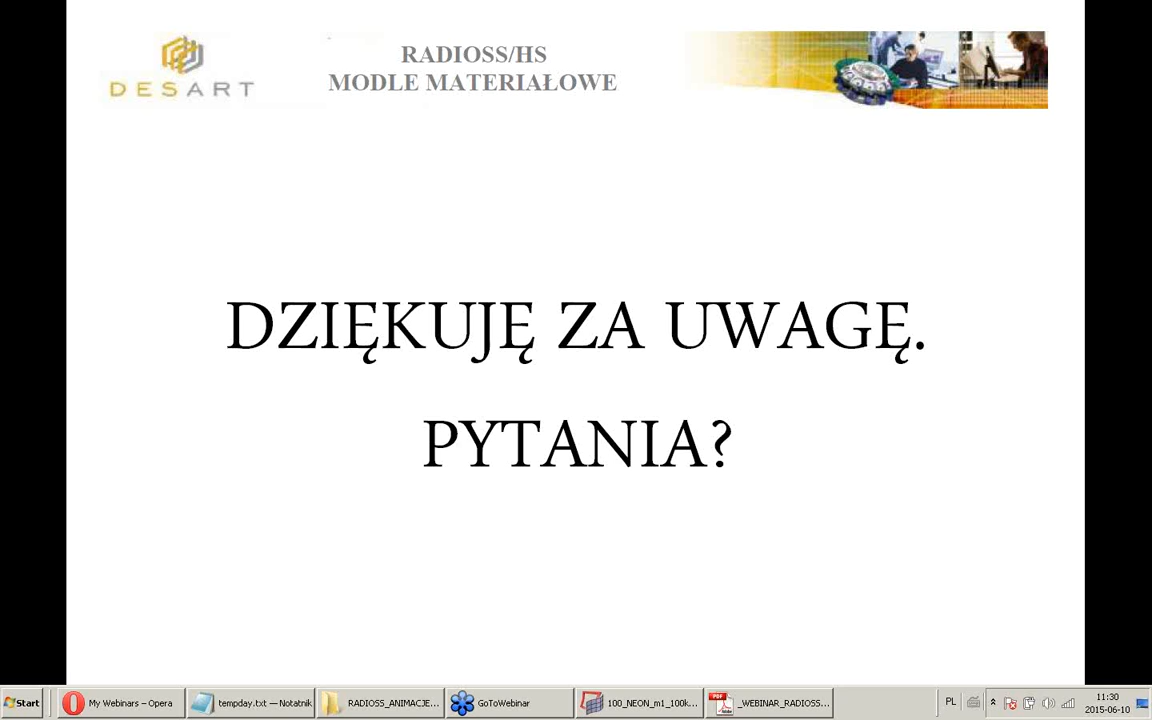 DESART
RADIOSS/HS
MODLE MATERIAŁOWE
DZIĘKUJĘ ZA UWAGĘ.
PYTANIA?
Start
My Webinars – Opera
tempday.txt — Notatnik
RADIOSS_ANIMACJE...
GoToWebinar
100_NEON_m1_100k...
_WEBINAR_RADIOSS...
PL
11:30
2015-06-10